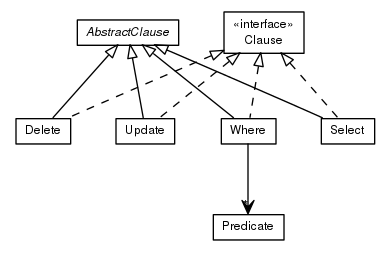 AbstractClause
«interface»
Clause
Delete
Update
Where
Select
Predicate